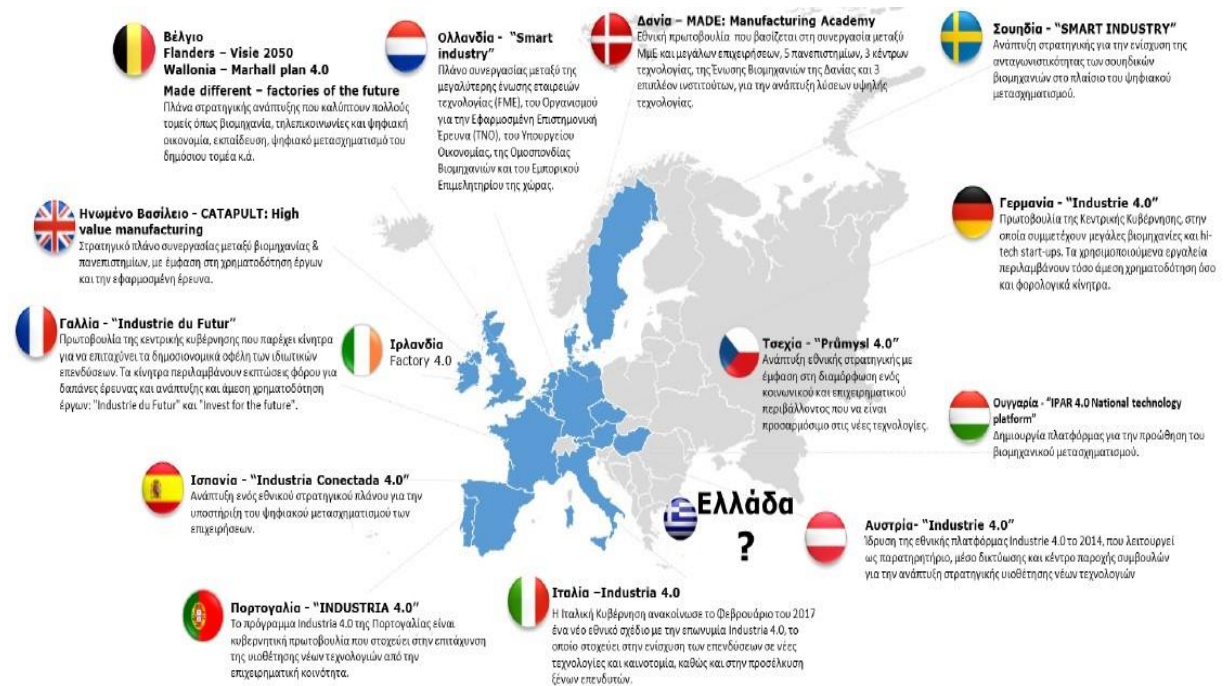 Βέλγιο
Flanders – Visie 2050
Wallonia – Marhall plan 4.0
Made different – factories of the future
Πλάνα στρατηγικής ανάπτυξης που καλύπτουν πολλούς
τομείς όπως βιομηχανία, τηλεπικοινωνίες και ψηφιακή
οικονομία, εκπαίδευση, ψηφιακό μετασχηματισμό του
δημόσιου τομέα κ.ά.
Ολλανδία - "Smart
industry"
Πλάνο συνεργασίας μεταξύ της
μεγαλύτερης ένωσης εταιρειών
τεχνολογίας (FME), του Οργανισμού
για την Εφαρμοσμένη Επιστημονική
Έρευνα (TNO), του Υπουργείου
Οικονομίας, της Ομοσπονδίας
Βιομηχανιών και του Εμπορικού
Επιμελητηρίου της χώρας.
Δανία – MADE: Manufacturing Academy
Εθνική πρωτοβουλία που βασίζεται στη συνεργασία μεταξύ
ΜμΕ και μεγάλων επιχειρήσεων, 5 πανεπιστημίων, 3 κέντρων
τεχνολογίας, της Ένωσης Βιομηχανιών της Δανίας και 3
επιπλέον ινστιτούτων, για την ανάπτυξη λύσεων υψηλής
τεχνολογίας.
Σουηδία - "SMART INDUSTRY"
Ανάπτυξη στρατηγικής για την ενίσχυση της
ανταγωνιστικότητας των σουηδικών
βιομηχανιών στο πλαίσιο του ψηφιακού
μετασχηματισμού.
Ηνωμένο Βασίλειο - CATAPULT: High
value manufacturing
Στρατηγικό πλάνο συνεργασίας μεταξύ βιομηχανίας &
πανεπιστημίων, με έμφαση στη χρηματοδότηση έργων
και την εφαρμοσμένη έρευνα.
Γερμανία - "Industrie 4.0"
Πρωτοβουλία της Κεντρικής Κυβέρνησης, στην
οποία συμμετέχουν μεγάλες βιομηχανίες και hi-
tech start-ups. Τα χρησιμοποιούμενα εργαλεία
περιλαμβάνουν τόσο άμεση χρηματοδότηση όσο
και φορολογικά κίνητρα.
Γαλλία - "Industrie du Futur"
Πρωτοβουλία της κεντρικής κυβέρνησης που παρέχει κίνητρα
για να επιταχύνει τα δημοσιονομικά οφέλη των ιδιωτικών
επενδύσεων. Τα κίνητρα περιλαμβάνουν εκπτώσεις φόρου για
δαπάνες έρευνας και ανάπτυξης και άμεση χρηματοδότηση
έργων: "Industrie du Futur" και "Invest for the future".
Ιρλανδία
Factory 4.0
Τσεχία - "Průmysl 4.0"
Ανάπτυξη εθνικής στρατηγικής με
έμφαση στη διαμόρφωση ενός
κοινωνικού και επιχειρηματικού
περιβάλλοντος που να είναι
προσαρμόσιμο στις νέες τεχνολογίες.
Ουγγαρία - "IPAR 4.0 National technology
platform"
Δημιουργία πλατφόρμας για την προώθηση του
βιομηχανικού μετασχηματισμού.
Ισπανία - "Industria Conectada 4.0"
Ανάπτυξη ενός εθνικού στρατηγικού πλάνου για την
υποστήριξη του ψηφιακού μετασχηματισμού των
επιχειρήσεων.
Ελλάδα
?
Αυστρία- "Industrie 4.0"
Ίδρυση της εθνικής πλατφόρμας Industrie 4.0 το 2014, που λειτουργεί
ως παρατηρητήριο, μέσο δικτύωσης και κέντρο παροχής συμβουλών
για την ανάπτυξη στρατηγικής υιοθέτησης νέων τεχνολογιών
Πορτογαλία - "INDUSTRIA 4.0"
Το πρόγραμμα Industria 4.0 της Πορτογαλίας είναι
κυβερνητική πρωτοβουλία που στοχεύει στην επιτάχυνση
της υιοθέτησης νέων τεχνολογιών από την
επιχειρηματική κοινότητα.
Ιταλία –Industria 4.0
Η Ιταλική Κυβέρνηση ανακοίνωσε το Φεβρουάριο του 2017
ένα νέο εθνικό σχέδιο με την επωνυμία Industria 4.0, το
οποίο στοχεύει στην ενίσχυση των επενδύσεων σε νέες
τεχνολογίες και καινοτομία, καθώς και στην προσέλκυση
ξένων επενδυτών.